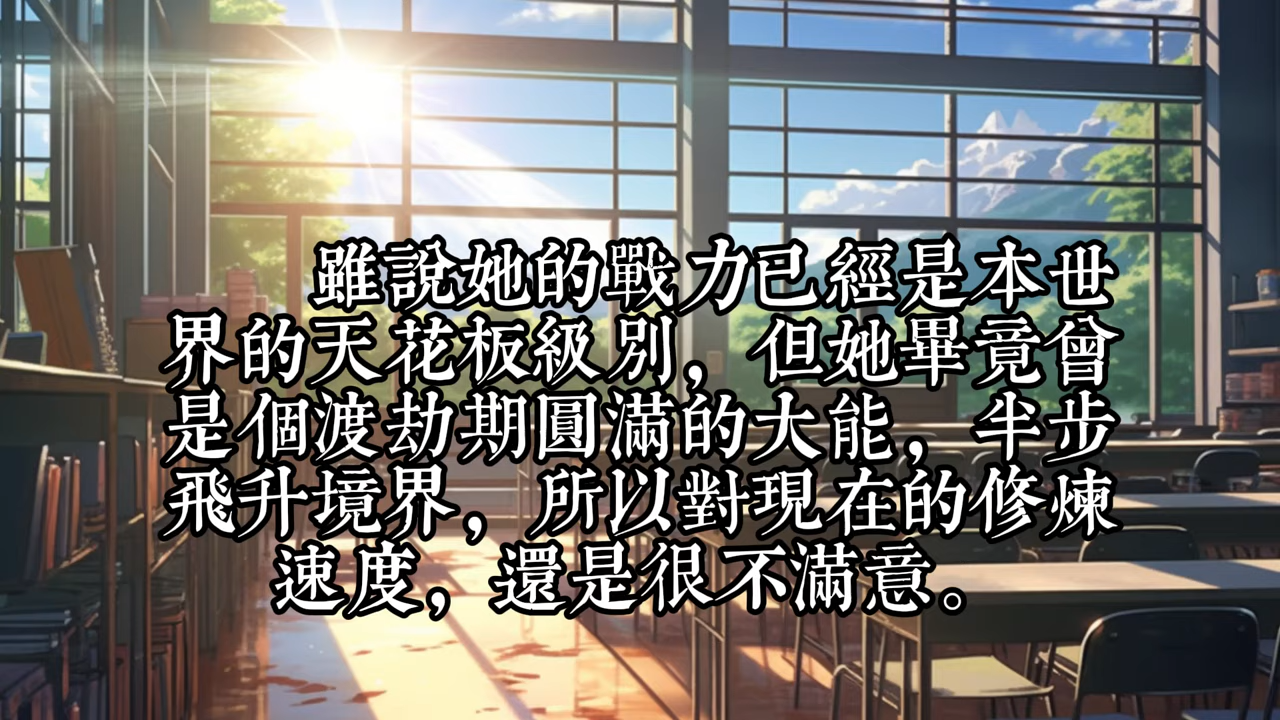 雖說她的戰力已經是本世
界的天花板級別，但她畢竟曾
是個渡劫期圓滿的大能，半步
飛升境界，所以對現在的修煉
速度，還是很不滿意。